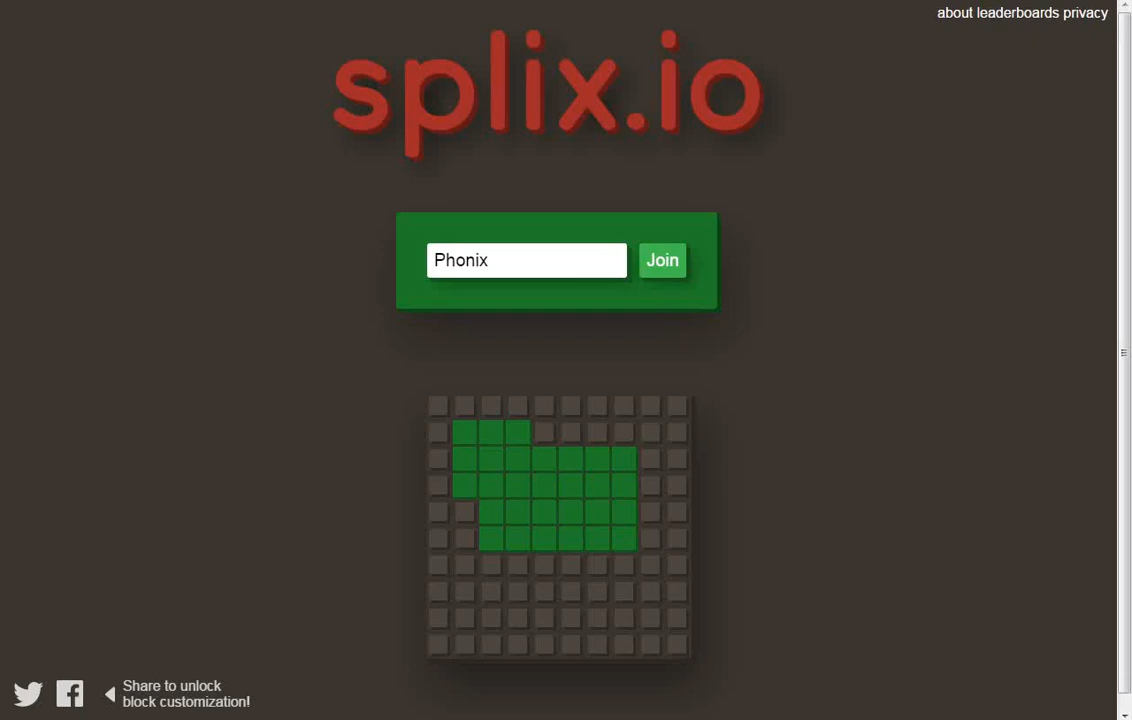 about leaderboards privacy
splix.io
Phonix
Join
Share to unlock
block customization!